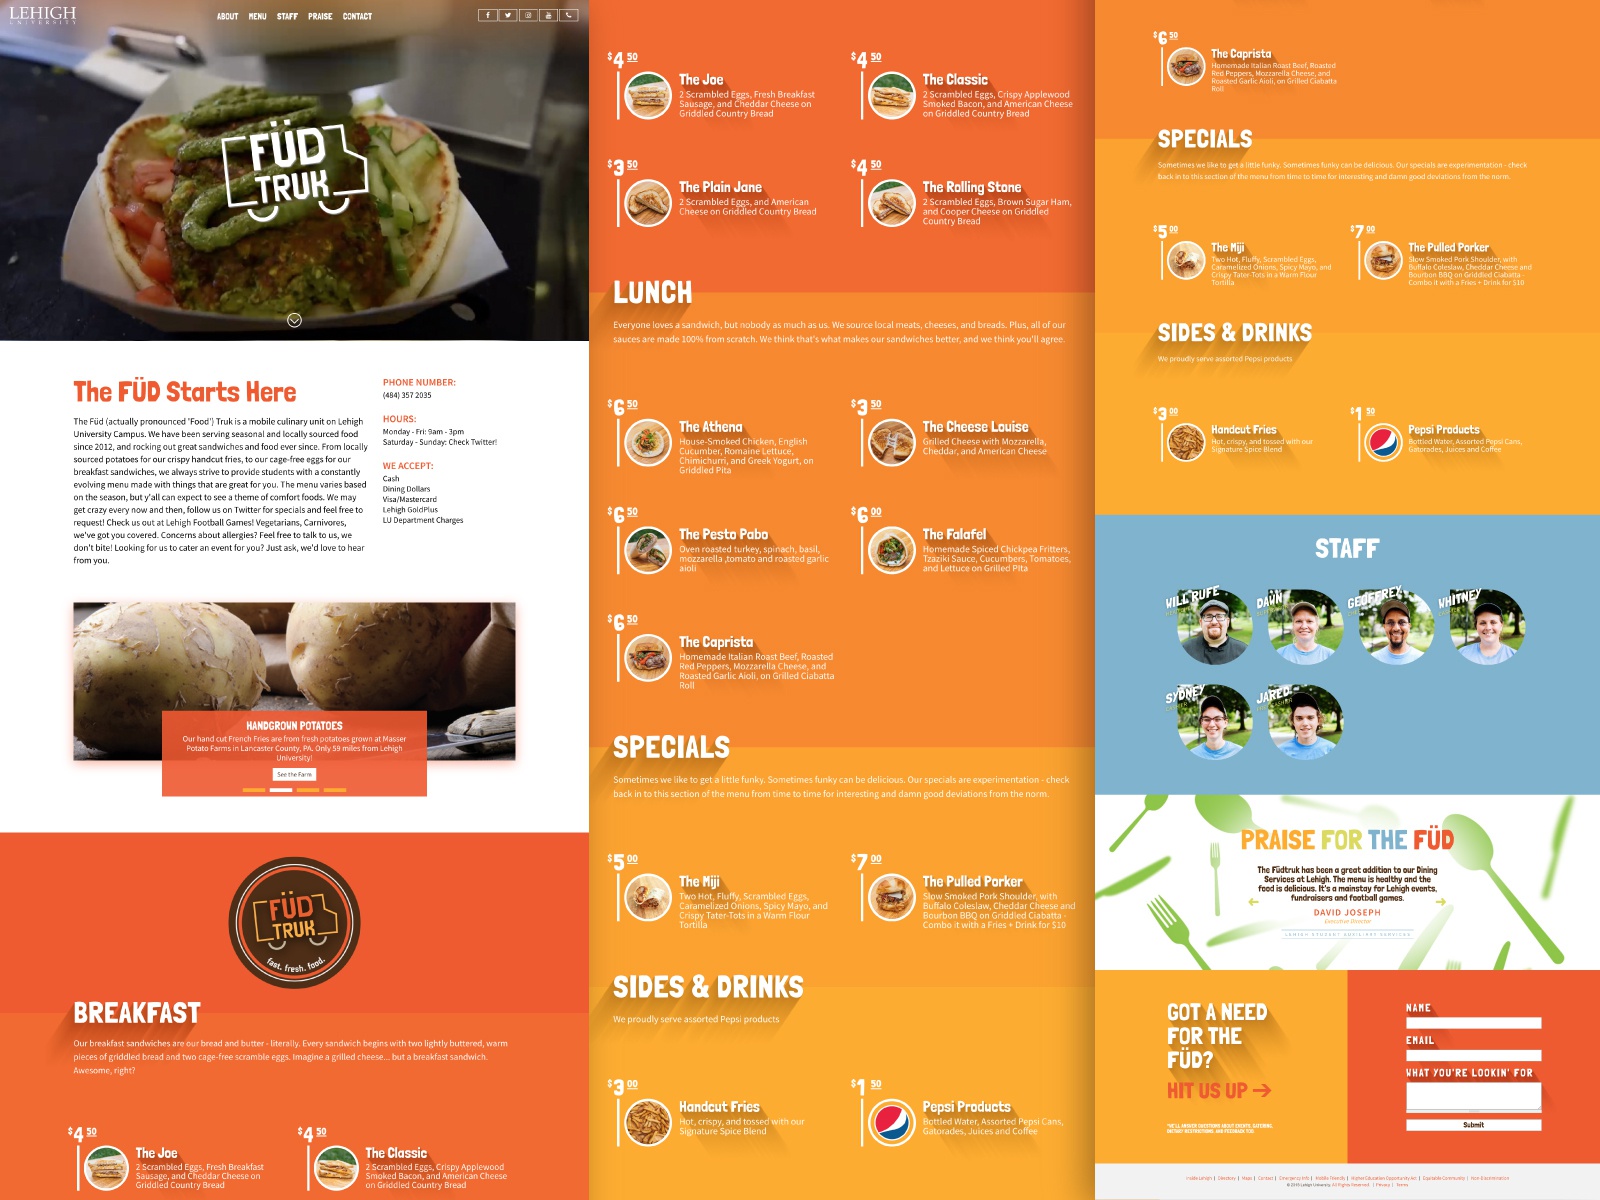 LEHIGH
UNIVERSITY
ABOUT MENU STAFF PRAISE CONTACT
FÜD
TRUK
The FÜD Starts Here
The Füd (actually pronounced 'Food') Truk is a mobile culinary unit on Lehigh
University Campus. We have been serving seasonal and locally sourced food
since 2012, and rocking out great sandwiches and food ever since. From locally
sourced potatoes for our crispy handcut fries, to our cage-free eggs for our
breakfast sandwiches, we always strive to provide students with a constantly
evolving menu made with things that are great for you. The menu varies based
on the season, but y'all can expect to see a theme of comfort foods. We may
get crazy every now and then, follow us on Twitter for specials and feel free to
request! Check us out at Lehigh Football Games! Vegetarians, Carnivores,
we've got you covered. Concerns about allergies? Feel free to talk to us, we
don't bite! Looking for us to cater an event for you? Just ask, we'd love to hear
from you.
PHONE NUMBER:
(484) 357 2035
HOURS:
Monday - Fri: 9am - 3pm
Saturday - Sunday: Check Twitter!
WE ACCEPT:
Cash
Dining Dollars
Visa/Mastercard
Lehigh GoldPlus
LU Department Charges
HANDGROWN POTATOES
Our hand cut French Fries are from fresh potatoes grown at Masser
Potato Farms in Lancaster County, PA. Only 59 miles from Lehigh
University!
See the Farm
FÜD
TRUK
fast. fresh. food.
BREAKFAST
Our breakfast sandwiches are our bread and butter - literally. Every sandwich begins with two lightly buttered, warm
pieces of griddled bread and two cage-free scramble eggs. Imagine a grilled cheese... but a breakfast sandwich.
Awesome, right?
$4 50
The Joe
2 Scrambled Eggs, Fresh Breakfast
Sausage, and Cheddar Cheese on
Griddled Country Bread
$4 50
The Classic
2 Scrambled Eggs, Crispy Applewood
Smoked Bacon, and American Cheese
on Griddled Country Bread
$4 50
The Joe
2 Scrambled Eggs, Fresh Breakfast
Sausage, and Cheddar Cheese on
Griddled Country Bread
$4 50
The Classic
2 Scrambled Eggs, Crispy Applewood
Smoked Bacon, and American Cheese
on Griddled Country Bread
$3 50
The Plain Jane
2 Scrambled Eggs, and American
Cheese on Griddled Country Bread
$4 50
The Rolling Stone
2 Scrambled Eggs, Brown Sugar Ham,
and Cooper Cheese on Griddled
Country Bread
LUNCH
Everyone loves a sandwich, but nobody as much as us. We source local meats, cheeses, and breads. Plus, all of our
sauces are made 100% from scratch. We think that's what makes our sandwiches better, and we think you'll agree.
$6 50
The Athena
House-Smoked Chicken, English
Cucumber, Romaine Lettuce,
Chimichurri, and Greek Yogurt, on
Griddled Pita
$3 50
The Cheese Louise
Grilled Cheese with Mozzarella,
Cheddar, and American Cheese
$6 50
The Pesto Pabo
Oven roasted turkey, spinach, basil,
mozzarella ,tomato and roasted garlic
aioli
$6 00
The Falafel
Homemade Spiced Chickpea Fritters,
Tzaziki Sauce, Cucumbers, Tomatoes,
and Lettuce on Grilled Pita
$6 50
The Caprista
Homemade Italian Roast Beef, Roasted
Red Peppers, Mozzarella Cheese, and
Roasted Garlic Aioli, on Grilled Ciabatta
Roll
SPECIALS
Sometimes we like to get a little funky. Sometimes funky can be delicious. Our specials are experimentation - check
back in to this section of the menu from time to time for interesting and damn good deviations from the norm.
$5 00
The Miji
Two Hot, Fluffy, Scrambled Eggs,
Caramelized Onions, Spicy Mayo, and
Crispy Tater-Tots in a Warm Flour
Tortilla
$7 00
The Pulled Porker
Slow Smoked Pork Shoulder, with
Buffalo Coleslaw, Cheddar Cheese and
Bourbon BBQ on Griddled Ciabatta -
Combo it with a Fries + Drink for $10
SIDES & DRINKS
We proudly serve assorted Pepsi products
$3 00
Handcut Fries
Hot, crispy, and tossed with our
Signature Spice Blend
$1 50
Pepsi Products
Bottled Water, Assorted Pepsi Cans,
Gatorades, Juices and Coffee
$6 50
The Caprista
Homemade Italian Roast Beef, Roasted
Red Peppers, Mozzarella Cheese, and
Roasted Garlic Aioli, on Grilled Ciabatta
Roll
SPECIALS
Sometimes we like to get a little funky. Sometimes funky can be delicious. Our specials are experimentation - check
back in to this section of the menu from time to time for interesting and damn good deviations from the norm.
$5 00
The Miji
Two Hot, Fluffy, Scrambled Eggs,
Caramelized Onions, Spicy Mayo, and
Crispy Tater-Tots in a Warm Flour
Tortilla
$7 00
The Pulled Porker
Slow Smoked Pork Shoulder, with
Buffalo Coleslaw, Cheddar Cheese and
Bourbon BBQ on Griddled Ciabatta -
Combo it with a Fries + Drink for $10
SIDES & DRINKS
We proudly serve assorted Pepsi products
$3 00
Handcut Fries
Hot, crispy, and tossed with our
Signature Spice Blend
$1 50
Pepsi Products
Bottled Water, Assorted Pepsi Cans,
Gatorades, Juices and Coffee
STAFF
WILL RUFE
DAWN
GEOFFREY
WHITNEY
SYDNEY
JARED
PRAISE FOR THE FÜD
The Füdtruk has been a great addition to our Dining
Services at Lehigh. The menu is healthy and the
food is delicious. It's a mainstay for Lehigh events,
fundraisers and football games.
DAVID JOSEPH
Executive Director
LEHIGH STUDENT AUXILIARY SERVICES
GOT A NEED
FOR THE
FÜD?
HIT US UP →
*WE'LL ANSWER QUESTIONS ABOUT EVENTS, CATERING,
DIETARY RESTRICTIONS, AND FEEDBACK TOO.
NAME
EMAIL
WHAT YOU'RE LOOKIN' FOR
Submit
Inside Lehigh | Directory | Maps | Contact | Emergency Info | Mobile Friendly | Higher Education Opportunity Act | Equitable Community | Non-Discrimination
© 2015 Lehigh University. All Rights Reserved | Privacy | Terms